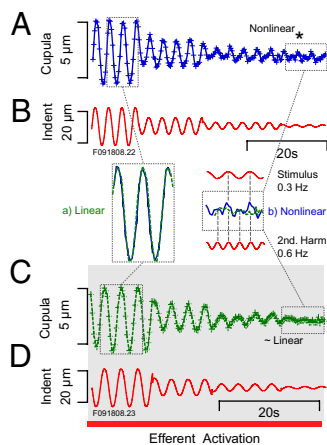 A
Nonlinear
*
Cupula
5 µm
B
Indent
20 µm
F091808.22
20s
Stimulus
0.3 Hz
a) Linear
b) Nonlinear
2nd. Harm
0.6 Hz
C
Cupula
5 µm
~ Linear
D
Indent
20 µm
F091808.23
20s
Efferent Activation